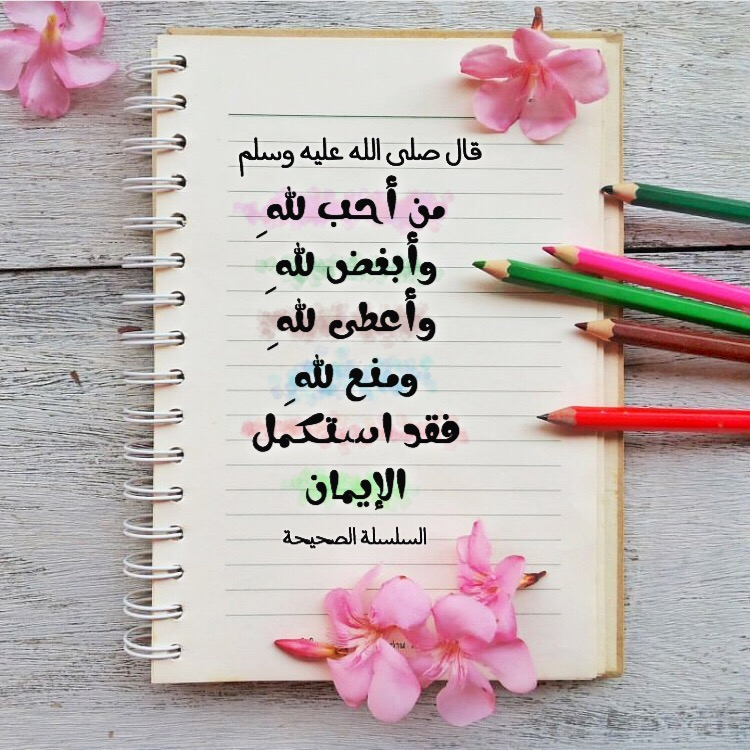 قال صلى الله عليه وسلم
من أحب للهِ
وأبغض للهِ
وأعطى للهِ
ومنع للهِ
فقد استكمل
الإيمان
السلسلة الصحيحة